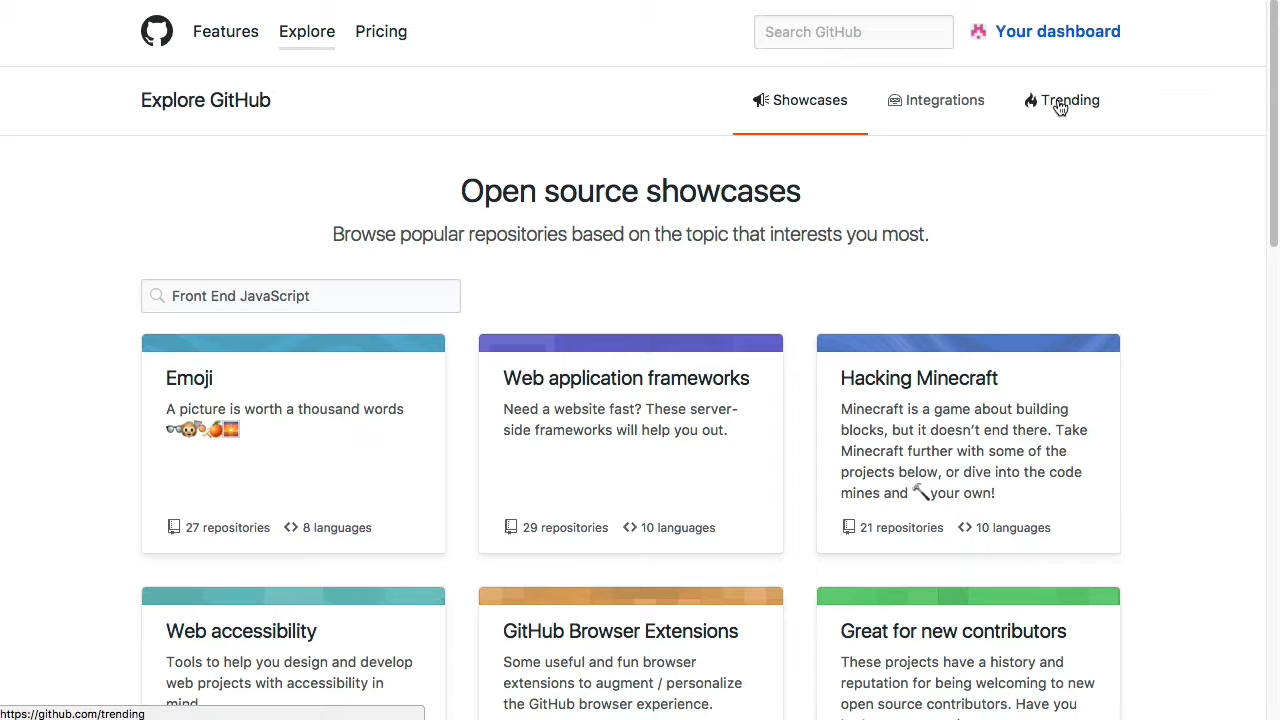 Features Explore Pricing
Search GitHub
Your dashboard
Explore GitHub
Showcases
Integrations
Trending
Open source showcases
Browse popular repositories based on the topic that interests you most.
Front End JavaScript
Emoji
A picture is worth a thousand words
27 repositories
8 languages
Web application frameworks
Need a website fast? These server-
side frameworks will help you out.
29 repositories
10 languages
Hacking Minecraft
Minecraft is a game about building
blocks, but it doesn’t end there. Take
Minecraft further with some of the
projects below, or dive into the code
mines and 🔨your own!
21 repositories
10 languages
Web accessibility
Tools to help you design and develop
web projects with accessibility in
mind
GitHub Browser Extensions
Some useful and fun browser
extensions to augment / personalize
the GitHub browser experience.
Great for new contributors
These projects have a history and
reputation for being welcoming to new
open source contributors. Have you
https://github.com/trending